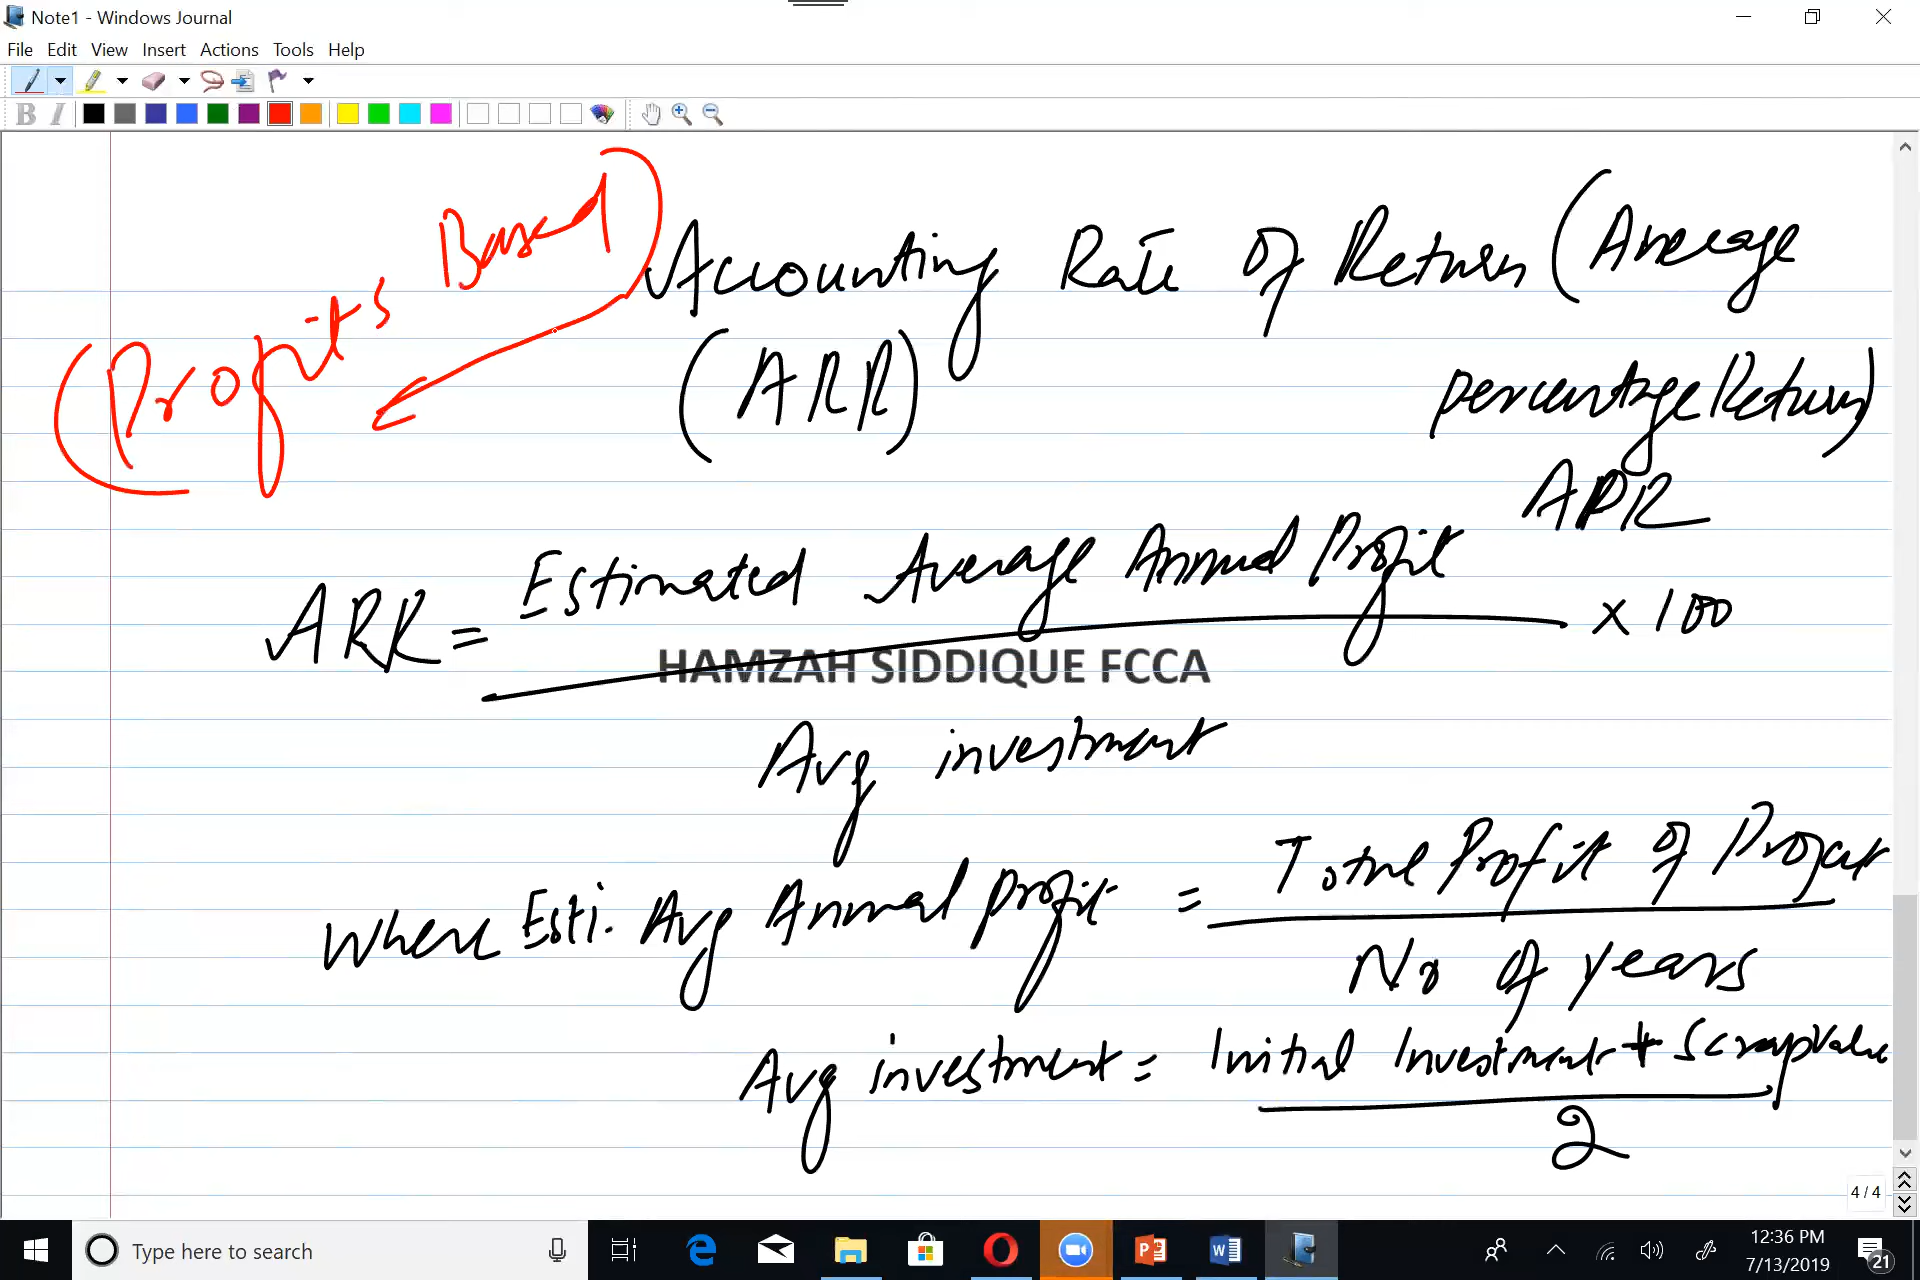 Note1 - Windows Journal
File Edit View Insert Actions Tools Help
B I
(Profits Based)
Accounting Rate of Return (Average
(ARR) percentage Return)
APR
ARR = Estimated Average Annual Profit × 100
HAMZAH SIDDIQUE FCCA
Avg investment
Where Esti. Avg Annual profit = Total Profit of Project
No of years
Avg investment = Initial Investment + Scrap Value
2
4 / 4
Type here to search
12:36 PM
7/13/2019
21